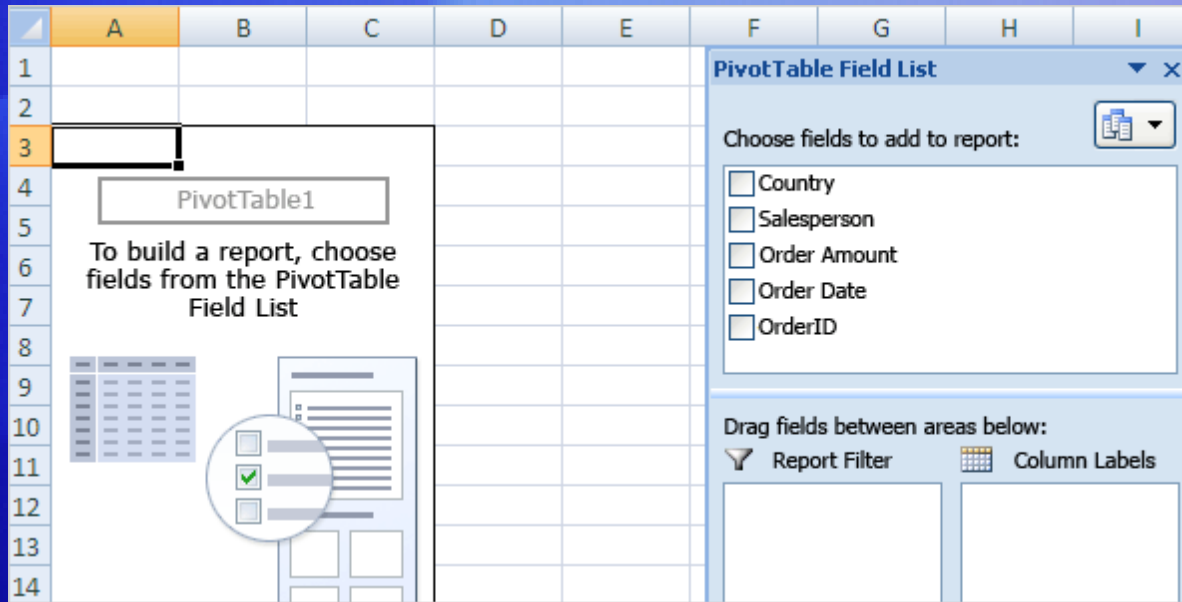 A B C D E F G H I
1
PivotTable Field List
2
3
Choose fields to add to report:
4
PivotTable1
Country
5
Salesperson
6
To build a report, choose
fields from the PivotTable
Field List
Order Amount
7
Order Date
8
OrderID
9
10
Drag fields between areas below:
11
Report Filter Column Labels
12
13
14